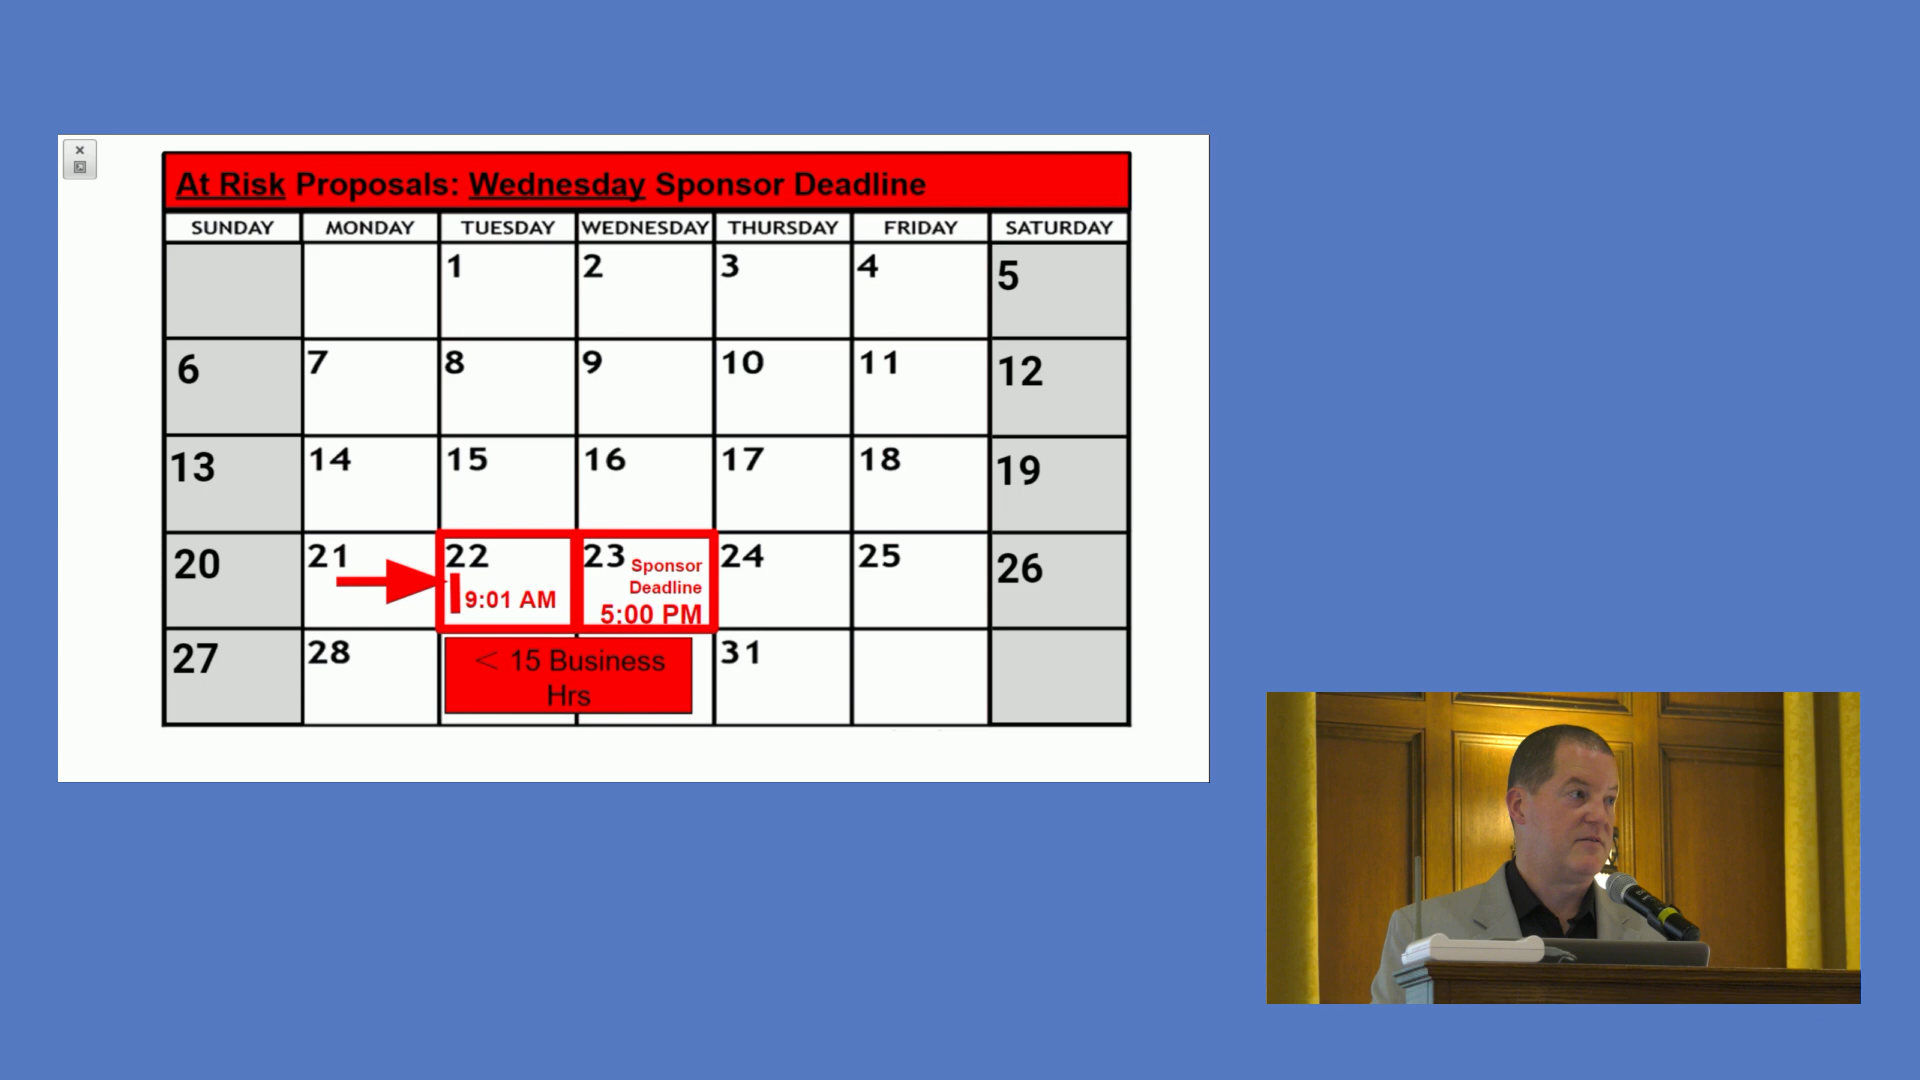 At Risk Proposals: Wednesday Sponsor Deadline
SUNDAY MONDAY TUESDAY WEDNESDAY THURSDAY FRIDAY SATURDAY
1 2 3 4 5
6 7 8 9 10 11 12
13 14 15 16 17 18 19
20 21 22 23 24 25 26
Sponsor
Deadline
9:01 AM
5:00 PM
27 28 31
< 15 Business
Hrs